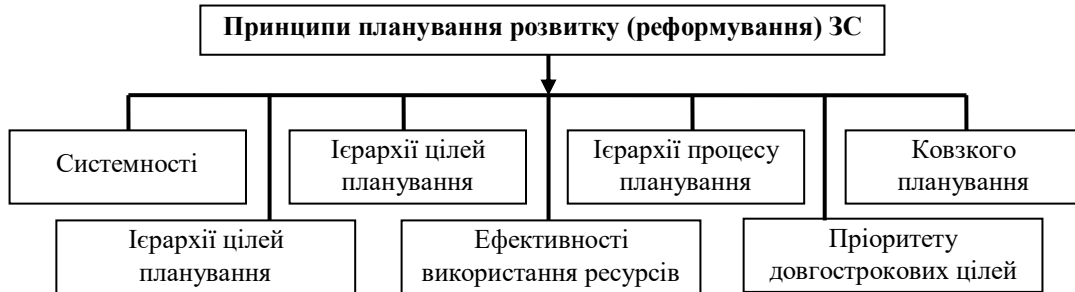 Принципи планування розвитку (реформування) ЗС
Системності
Ієрархії цілей
планування
Ієрархії процесу
планування
Ковзкого
планування
Ієрархії цілей
планування
Ефективності
використання ресурсів
Пріоритету
довгострокових цілей